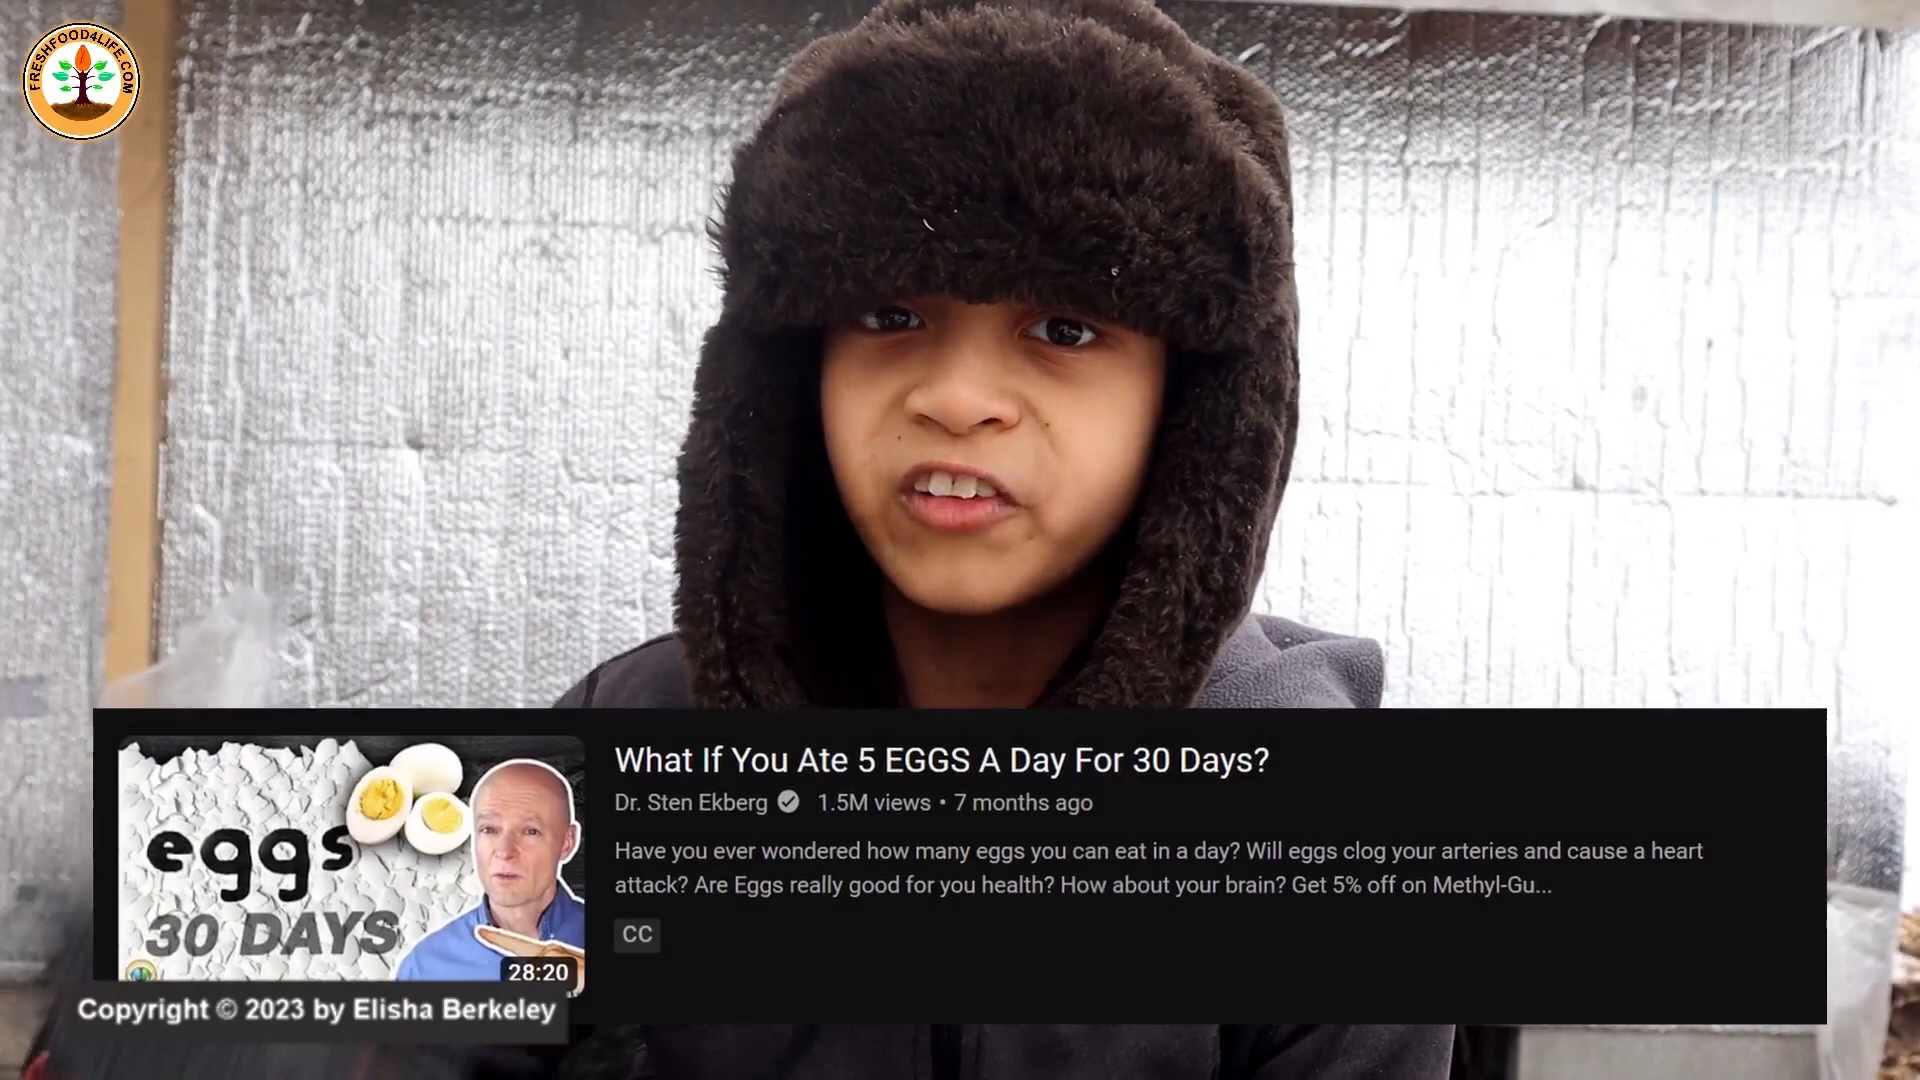 FRESHFOOD4LIFE.COM
What If You Ate 5 EGGS A Day For 30 Days?
Dr. Sten Ekberg 1.5M views • 7 months ago
Have you ever wondered how many eggs you can eat in a day? Will eggs clog your arteries and cause a heart
attack? Are Eggs really good for you health? How about your brain? Get 5% off on Methyl-Gu...
CC
eggs
30 DAYS
28:20
Copyright © 2023 by Elisha Berkeley